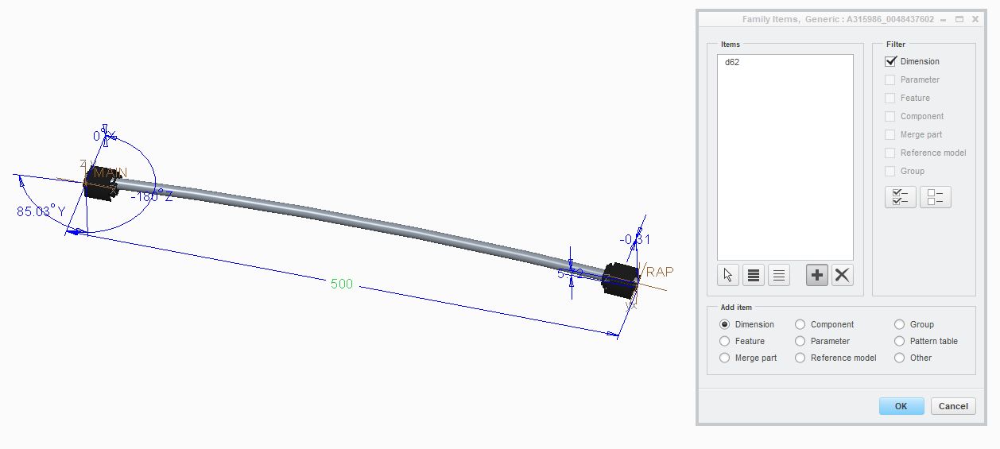 Family Items, Generic : A315986_0048437602
Items
d62
Filter
Dimension
Parameter
Feature
Component
Merge part
Reference model
Group
Add item
Dimension
Component
Group
Feature
Parameter
Pattern table
Merge part
Reference model
Other
OK
Cancel
MAIN
-180°Z
85.03°Y
500
-0.31
5.72
RAP